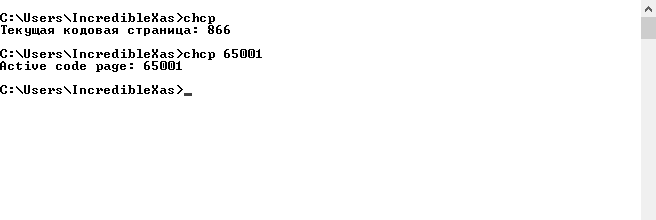 C:\Users\IncredibleXas>chcp
Текущая кодовая страница: 866
C:\Users\IncredibleXas>chcp 65001
Active code page: 65001
C:\Users\IncredibleXas>_